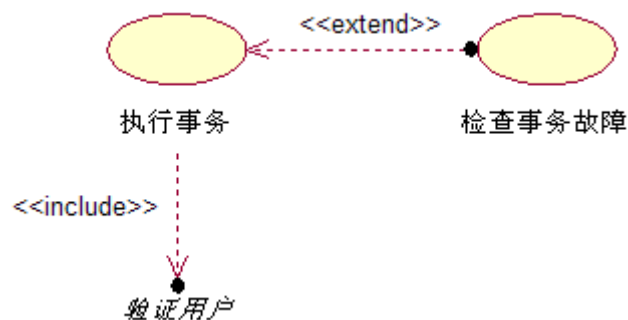 <<extend>>
执行事务
检查事务故障
<<include>>
验证用户